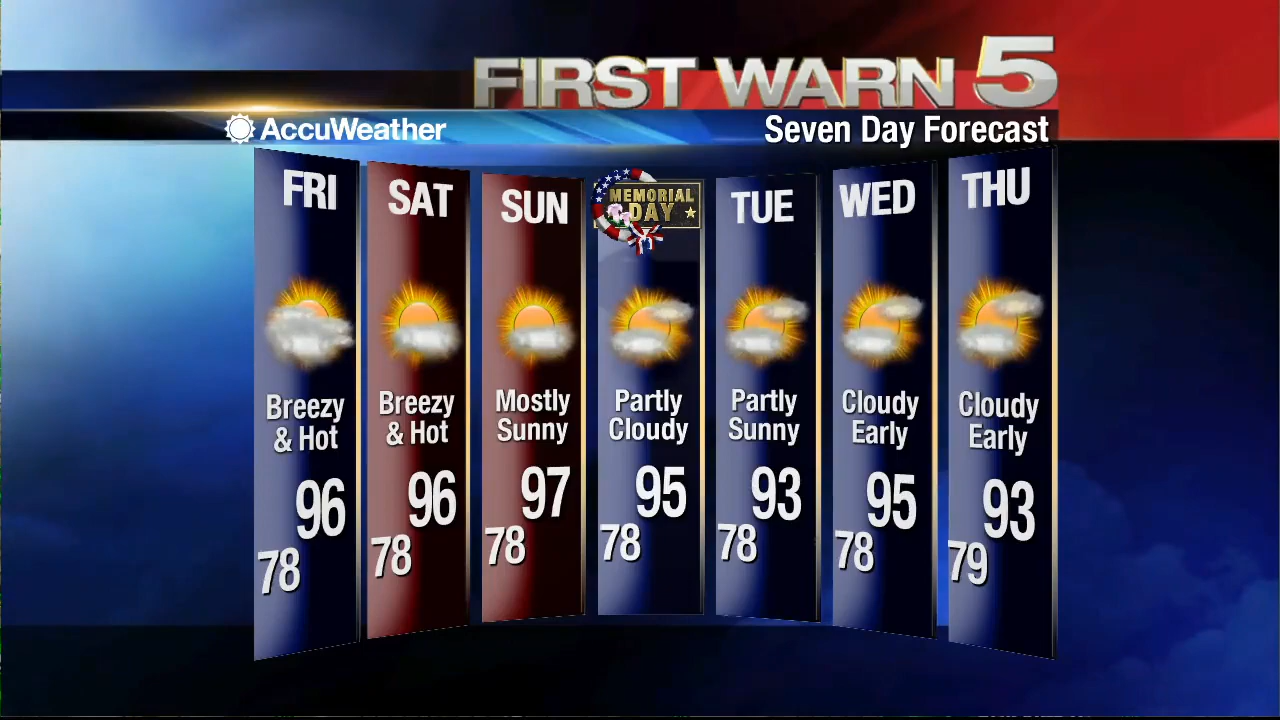 FIRST WARN 5
AccuWeather
Seven Day Forecast
FRI
Breezy
& Hot
96
78
SAT
Breezy
& Hot
96
78
SUN
Mostly
Sunny
97
78
MEMORIAL
DAY
Partly
Cloudy
95
78
TUE
Partly
Sunny
93
78
WED
Cloudy
Early
95
78
THU
Cloudy
Early
93
79